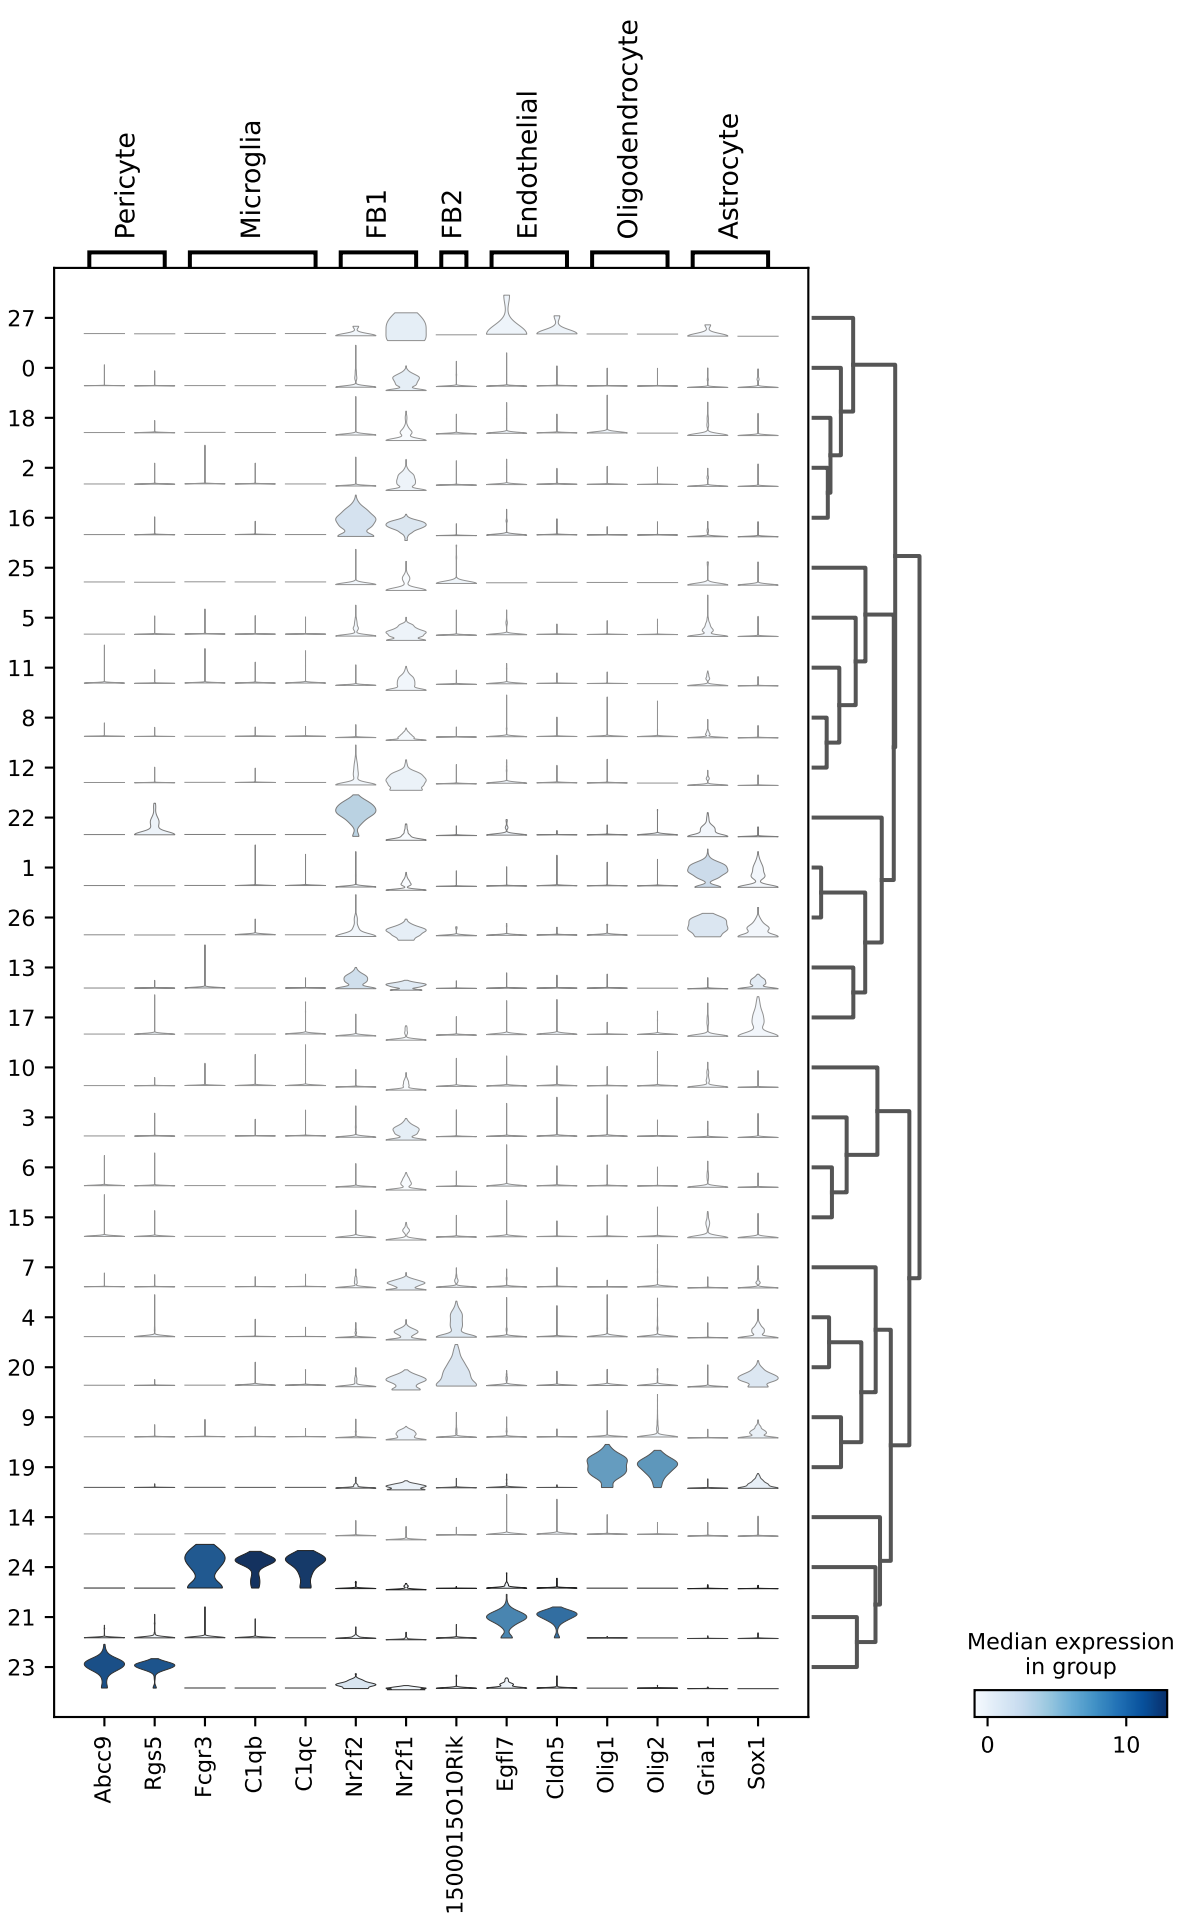 Pericyte
Microglia
FB1
FB2
Endothelial
Oligodendrocyte
Astrocyte
27
0
18
2
16
25
5
11
8
12
22
1
26
13
17
10
3
6
15
7
4
20
9
19
14
24
21
23
Abcc9
Rgs5
Fcgr3
C1qb
C1qc
Nr2f2
Nr2f1
1500015O10Rik
Egfl7
Cldn5
Olig1
Olig2
Gria1
Sox1
Median expression
in group
0
10